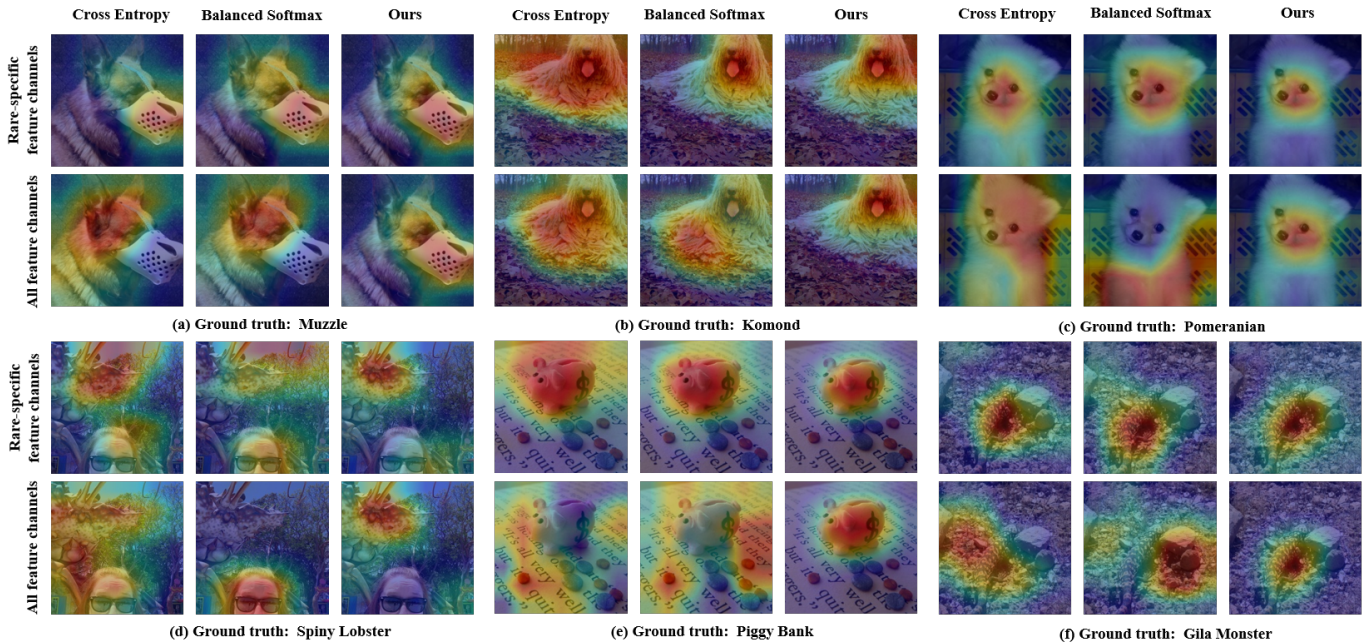 Cross Entropy Balanced Softmax Ours
Cross Entropy Balanced Softmax Ours
Cross Entropy Balanced Softmax Ours
Rare-specific
feature channels
All feature channels
(a) Ground truth: Muzzle
(b) Ground truth: Komond
(c) Ground truth: Pomeranian
Rare-specific
feature channels
All feature channels
(d) Ground truth: Spiny Lobster
(e) Ground truth: Piggy Bank
(f) Ground truth: Gila Monster